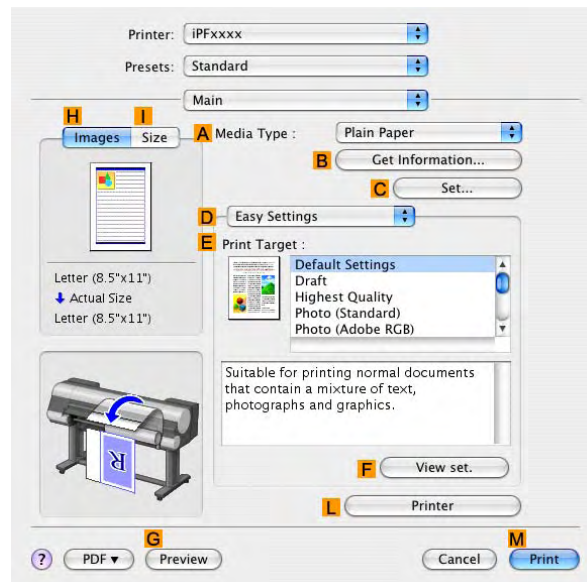 Printer: iPFxxxx
Presets: Standard
Main
H I
Images Size
A Media Type : Plain Paper
B Get Information...
C Set...
D Easy Settings
E Print Target :
Default Settings
Draft
Highest Quality
Photo (Standard)
Photo (Adobe RGB)
Letter (8.5"x11")
Actual Size
Letter (8.5"x11")
Suitable for printing normal documents
that contain a mixture of text,
photographs and graphics.
R
F View set.
L Printer
G M
? PDF▼ Preview Cancel Print